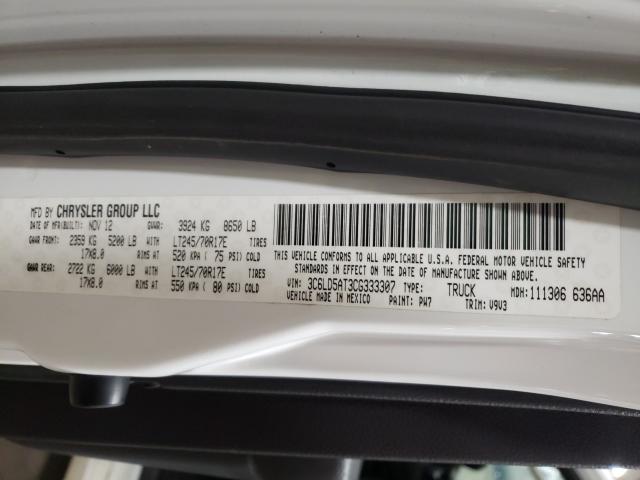 MFD BY CHRYSLER GROUP LLC
DATE OF MFG(BUILT): NOV 12 GVWR: 3924 KG 8650 LB
GAWR FRONT: 2359 KG 5200 LB WITH LT245/70R17E TIRES
17X8.0 RIMS AT 520 KPA ( 75 PSI) COLD
GAWR REAR: 2722 KG 6000 LB WITH LT245/70R17E TIRES
17X8.0 RIMS AT 550 KPA ( 80 PSI) COLD
THIS VEHICLE CONFORMS TO ALL APPLICABLE U.S.A. FEDERAL MOTOR VEHICLE SAFETY
STANDARDS IN EFFECT ON THE DATE OF MANUFACTURE SHOWN ABOVE.
VIN: 3C6LD5AT3CG333307 TYPE: TRUCK MDH: 111306 636AA
VEHICLE MADE IN MEXICO PAINT: PW7 TRIM: V9V3